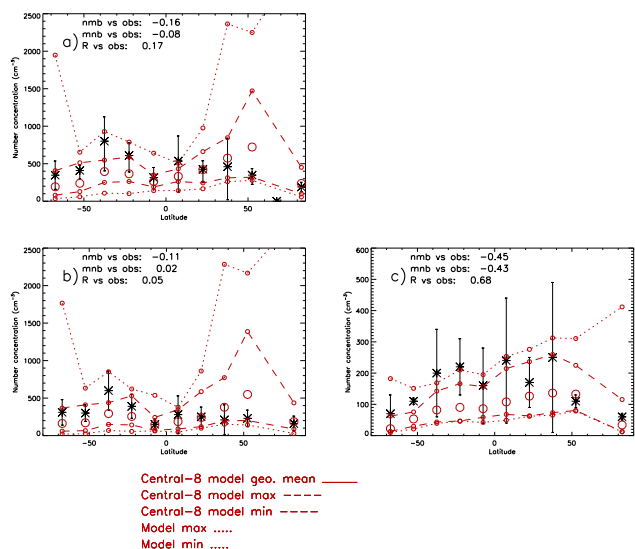 nmb vs obs: −0.16
mnb vs obs: −0.08
R vs obs: 0.17
a)
2500
2000
1500
1000
500
0
Number concentration (cm⁻³)
−50 0 50
Latitude
nmb vs obs: −0.11
mnb vs obs: 0.02
R vs obs: 0.05
b)
2500
2000
1500
1000
500
0
Number concentration (cm⁻³)
−50 0 50
Latitude
nmb vs obs: −0.45
mnb vs obs: −0.43
R vs obs: 0.68
c)
600
500
400
300
200
100
0
Number concentration (cm⁻³)
−50 0 50
Latitude
Central−8 model geo. mean
Central−8 model max
Central−8 model min
Model max .....
Model min .....